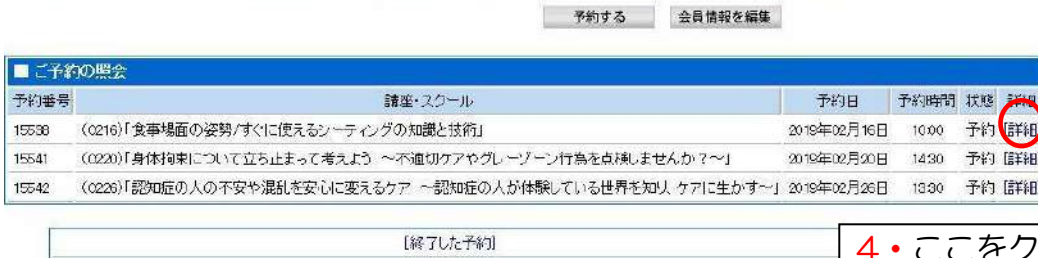 予約する 会員情報を編集
■ご予約の照会
予約番号 講座・スクール 予約日 予約時間 状態 詳細
15538 (0216)「食事場面の姿勢/すぐに使えるシーティングの知識と技術」 2019年02月16日 10:00 予約 [詳細
15541 (0220)「身体拘束について立ち止まって考えよう ～不適切ケアやグレーゾーン行為を点検しませんか?～」 2019年02月20日 14:30 予約 [詳細
15542 (0226)「認知症の人の不安や混乱を安心に変えるケア ～認知症の人が体験している世界を知り、ケアに生かす～」 2019年02月26日 13:30 予約 [詳細
[終了した予約]
4・ここをク